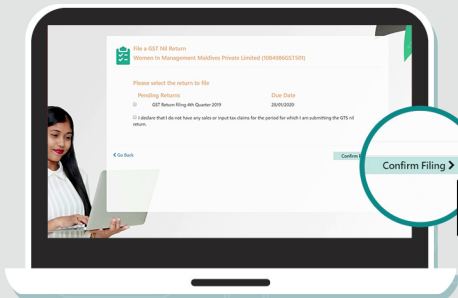 File a GST Nil Return
Women In Management Maldives Private Limited (1084986GST501)
Please select the return to file
Pending Returns Due Date
GST Return filing 4th Quarter 2019 28/01/2020
I declare that I do not have any sales or input tax claims for the period for which I am submitting the GTS nil
return.
Go Back
Confirm
Confirm Filing